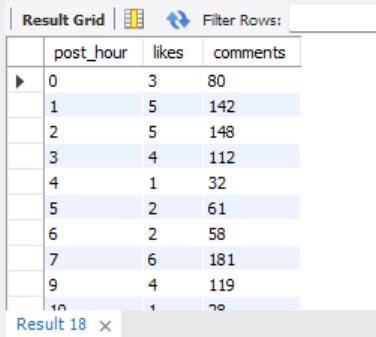 Result Grid Filter Rows:
post_hour likes comments
0 3 80
1 5 142
2 5 148
3 4 112
4 1 32
5 2 61
6 2 58
7 6 181
9 4 119
10 1 28
Result 18 ×